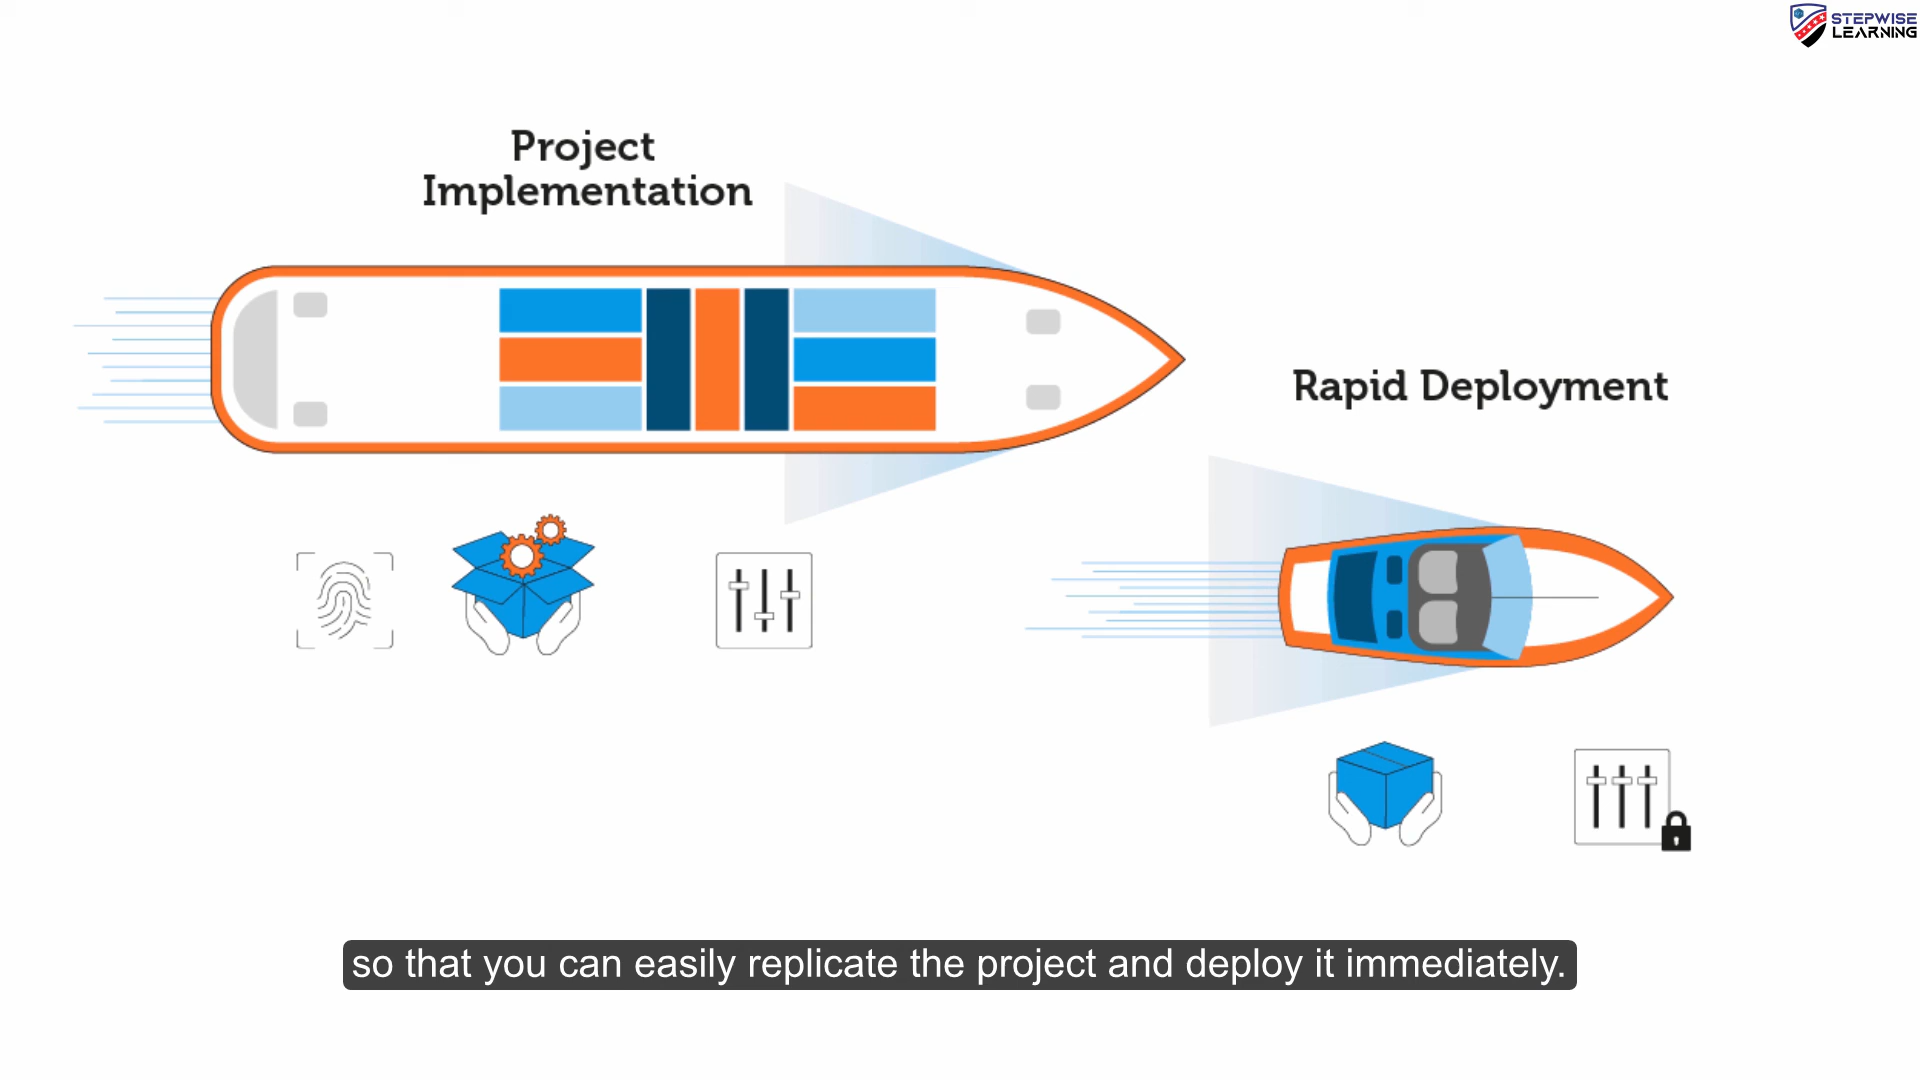 STEPWISE
LEARNING
Project
Implementation
Rapid Deployment
so that you can easily replicate the project and deploy it immediately.